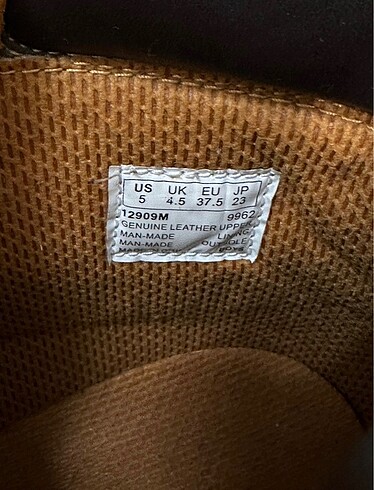 US UK EU JP
5 4.5 37.5 23
12909M 9962
GENUINE LEATHER UPPER
MAN-MADE LINING
MAN-MADE OUTSOLE